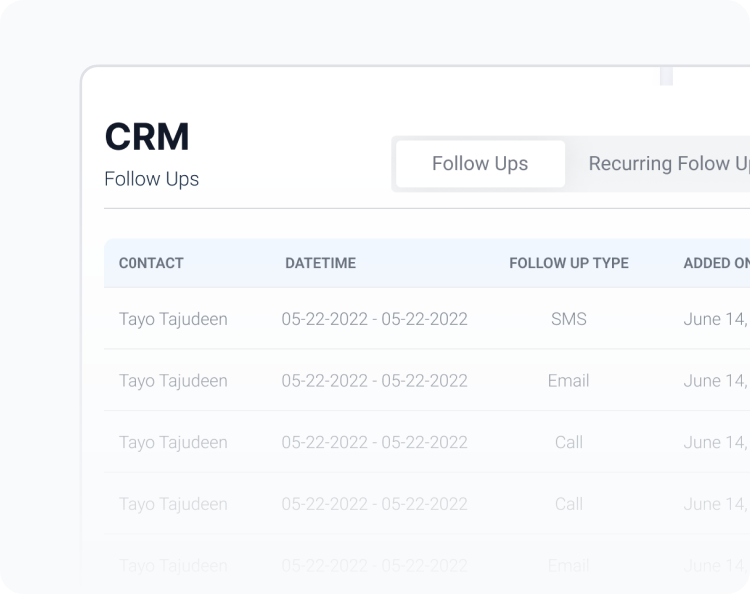 CRM
Follow Ups
Follow Ups Recurring Folow
C0NTACT DATETIME FOLLOW UP TYPE ADDED
Tayo Tajudeen 05-22-2022 - 05-22-2022 SMS June 14,
Tayo Tajudeen 05-22-2022 - 05-22-2022 Email June 14,
Tayo Tajudeen 05-22-2022 - 05-22-2022 Call June 14,
Tayo Tajudeen 05-22-2022 - 05-22-2022 Call June 14,
Tayo Tajudeen 05-22-2022 - 05-22-2022 Email June 14,